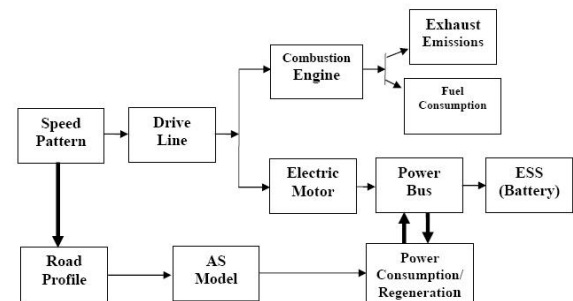 Exhaust
Emissions
Combustion
Engine
Fuel
Consumption
Speed
Pattern
Drive
Line
Electric
Motor
Power
Bus
ESS
(Battery)
Road
Profile
AS
Model
Power
Consumption/
Regeneration